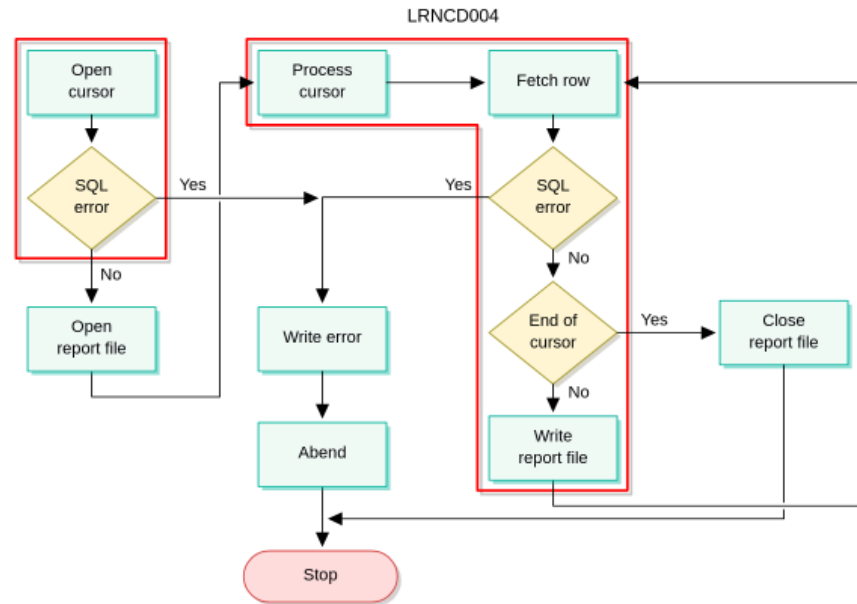 LRNCD004
Open
cursor
Process
cursor
Fetch row
SQL
error
Yes
Yes
SQL
error
No
No
Open
report file
Write error
End of
cursor
Yes
Close
report file
No
Abend
Write
report file
Stop